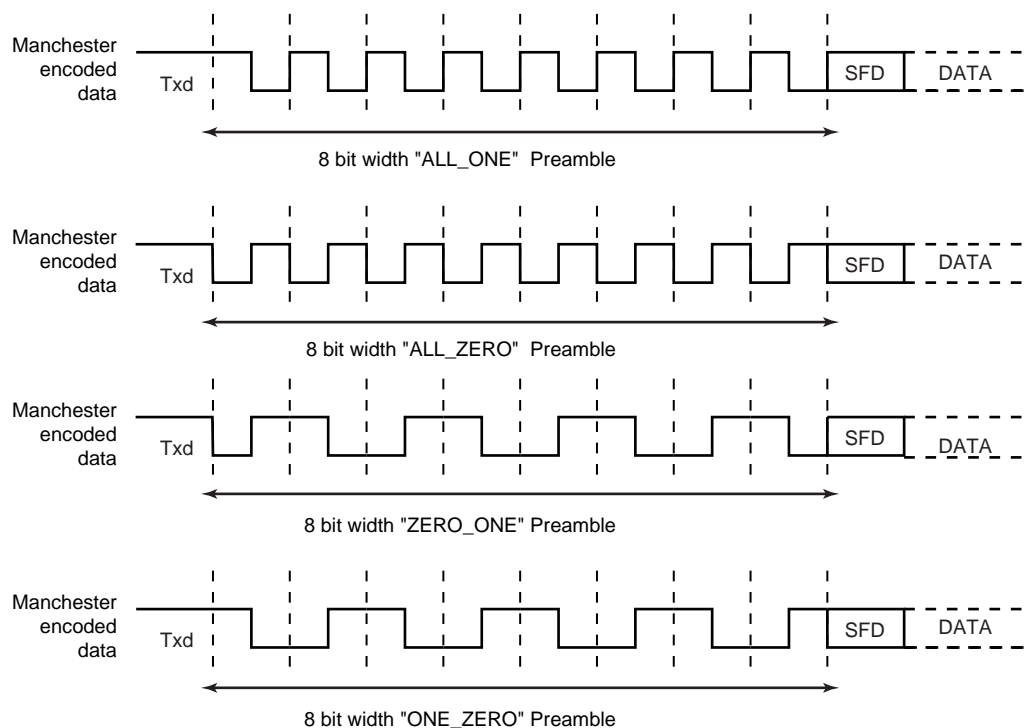 Manchester
encoded
data
Txd
SFD
DATA
8 bit width "ALL_ONE" Preamble
Manchester
encoded
data
Txd
SFD
DATA
8 bit width "ALL_ZERO" Preamble
Manchester
encoded
data
Txd
SFD
DATA
8 bit width "ZERO_ONE" Preamble
Manchester
encoded
data
Txd
SFD
DATA
8 bit width "ONE_ZERO" Preamble